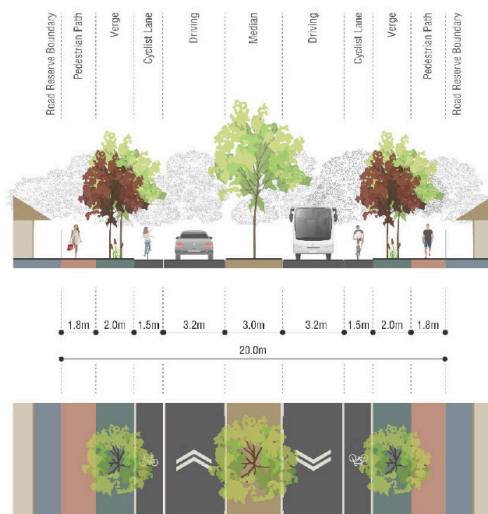 Road Reserve Boundary
Pedestrian Path
Verge
Cyclist Lane
Driving
Median
Driving
Cyclist Lane
Verge
Pedestrian Path
Road Reserve Boundary
1.8m
2.0m
1.5m
3.2m
3.0m
3.2m
1.5m
2.0m
1.8m
20.0m